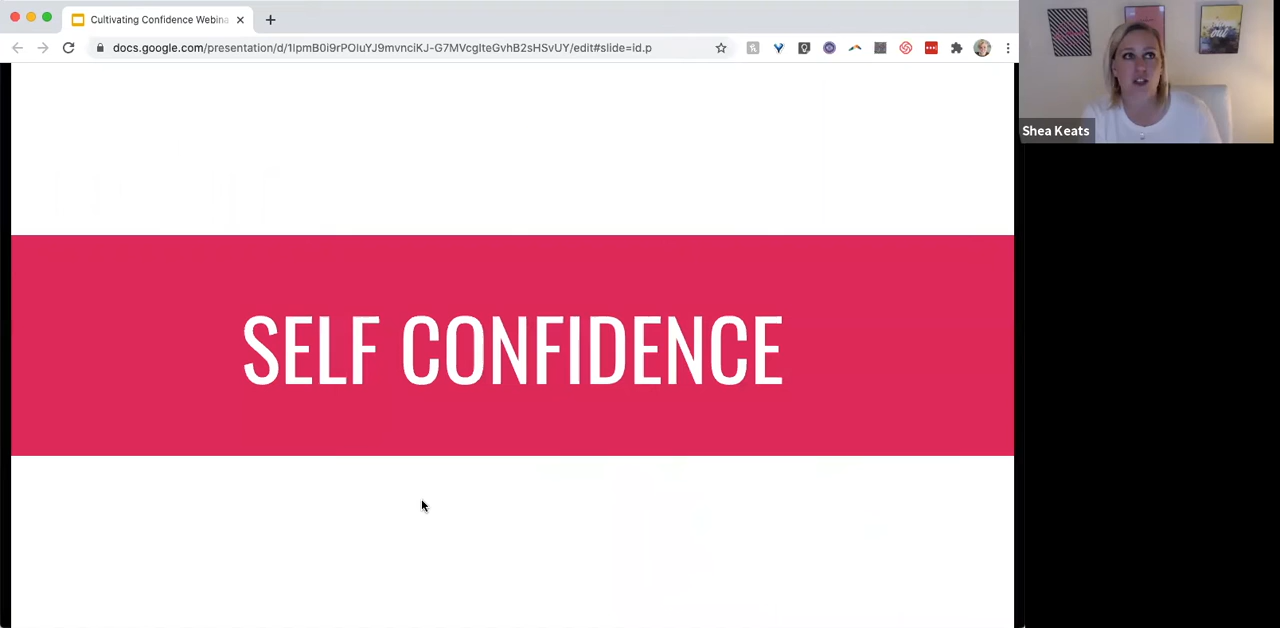 Cultivating Confidence Webina
docs.google.com/presentation/d/1lpmB0i9rPOIuYJ9mvnciKJ-G7MVcgIteGvhB2sHSvUY/edit#slide=id.p
Shea Keats
SELF CONFIDENCE